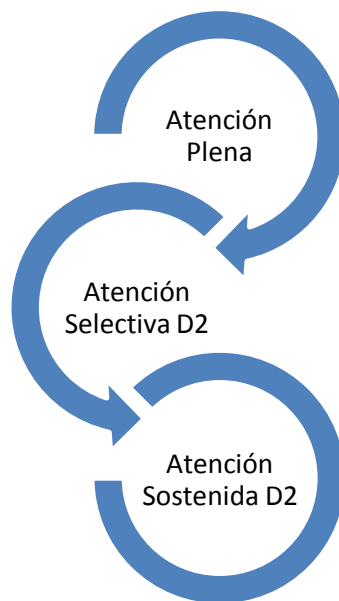 Atención
Plena
Atención
Selectiva D2
Atención
Sostenida D2